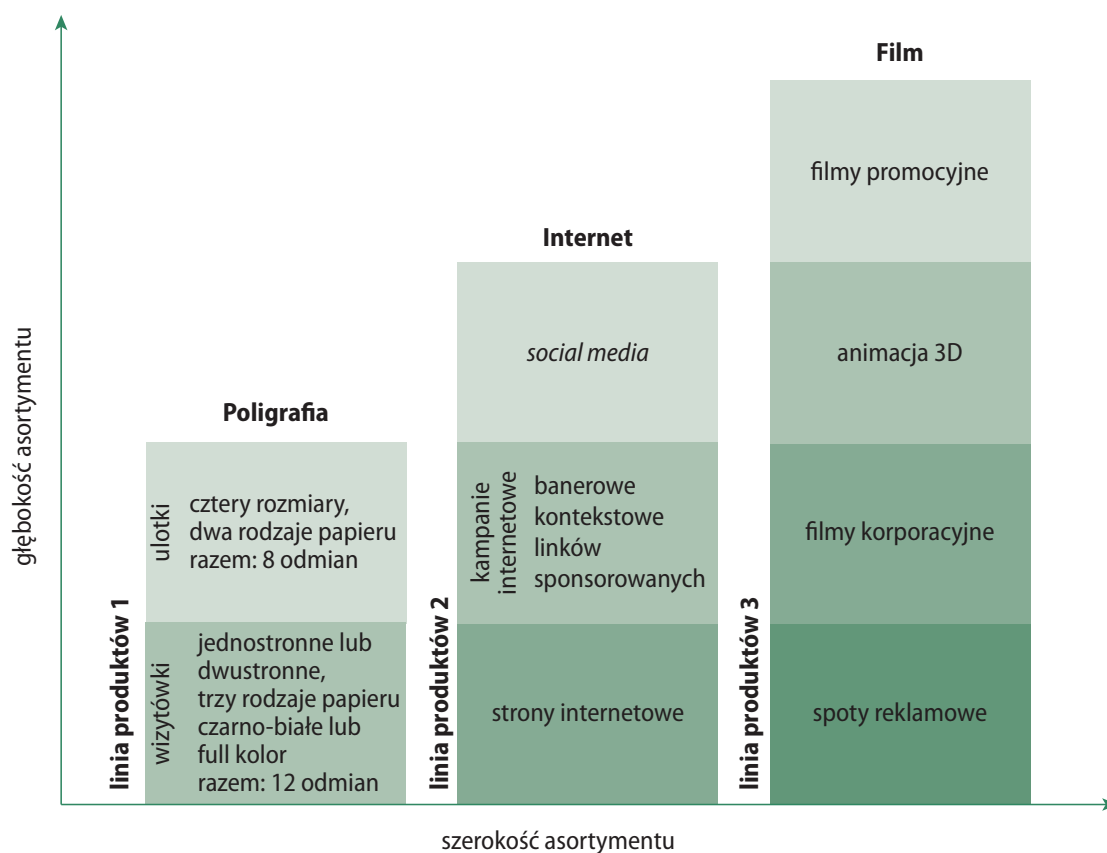 głębokość asortymentu
linia produktów 1
Poligrafia
ulotki
cztery rozmiary,
dwa rodzaje papieru
razem: 8 odmian
wizytówki
jednostronne lub
dwustronne,
trzy rodzaje papieru
czarno-białe lub
full kolor
razem: 12 odmian
linia produktów 2
Internet
social media
kampanie
internetowe
banerowe
kontekstowe
linków
sponsorowanych
strony internetowe
linia produktów 3
Film
filmy promocyjne
animacja 3D
filmy korporacyjne
spoty reklamowe
szerokość asortymentu